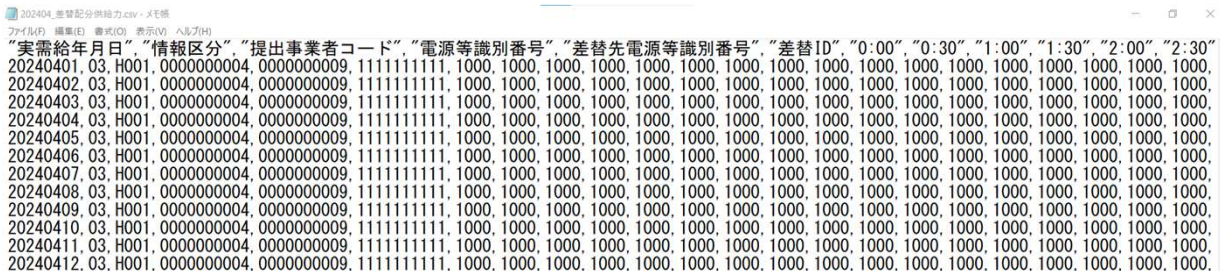 202404_差替配分供給力.csv - メモ帳
ファイル(F) 編集(E) 書式(O) 表示(V) ヘルプ(H)
"実需給年月日","情報区分","提出事業者コード","電源等識別番号","差替先電源等識別番号","差替ID","0:00","0:30","1:00","1:30","2:00","2:30"
20240401,03,H001,0000000004,0000000009,1111111111,1000,1000,1000,1000,1000,1000,1000,1000,1000,1000,1000,1000,1000,1000,1000,1000,1000,
20240402,03,H001,0000000004,0000000009,1111111111,1000,1000,1000,1000,1000,1000,1000,1000,1000,1000,1000,1000,1000,1000,1000,1000,1000,
20240403,03,H001,0000000004,0000000009,1111111111,1000,1000,1000,1000,1000,1000,1000,1000,1000,1000,1000,1000,1000,1000,1000,1000,1000,
20240404,03,H001,0000000004,0000000009,1111111111,1000,1000,1000,1000,1000,1000,1000,1000,1000,1000,1000,1000,1000,1000,1000,1000,1000,
20240405,03,H001,0000000004,0000000009,1111111111,1000,1000,1000,1000,1000,1000,1000,1000,1000,1000,1000,1000,1000,1000,1000,1000,1000,
20240406,03,H001,0000000004,0000000009,1111111111,1000,1000,1000,1000,1000,1000,1000,1000,1000,1000,1000,1000,1000,1000,1000,1000,1000,
20240407,03,H001,0000000004,0000000009,1111111111,1000,1000,1000,1000,1000,1000,1000,1000,1000,1000,1000,1000,1000,1000,1000,1000,1000,
20240408,03,H001,0000000004,0000000009,1111111111,1000,1000,1000,1000,1000,1000,1000,1000,1000,1000,1000,1000,1000,1000,1000,1000,1000,
20240409,03,H001,0000000004,0000000009,1111111111,1000,1000,1000,1000,1000,1000,1000,1000,1000,1000,1000,1000,1000,1000,1000,1000,1000,
20240410,03,H001,0000000004,0000000009,1111111111,1000,1000,1000,1000,1000,1000,1000,1000,1000,1000,1000,1000,1000,1000,1000,1000,1000,
20240411,03,H001,0000000004,0000000009,1111111111,1000,1000,1000,1000,1000,1000,1000,1000,1000,1000,1000,1000,1000,1000,1000,1000,1000,
20240412,03,H001,0000000004,0000000009,1111111111,1000,1000,1000,1000,1000,1000,1000,1000,1000,1000,1000,1000,1000,1000,1000,1000,1000,